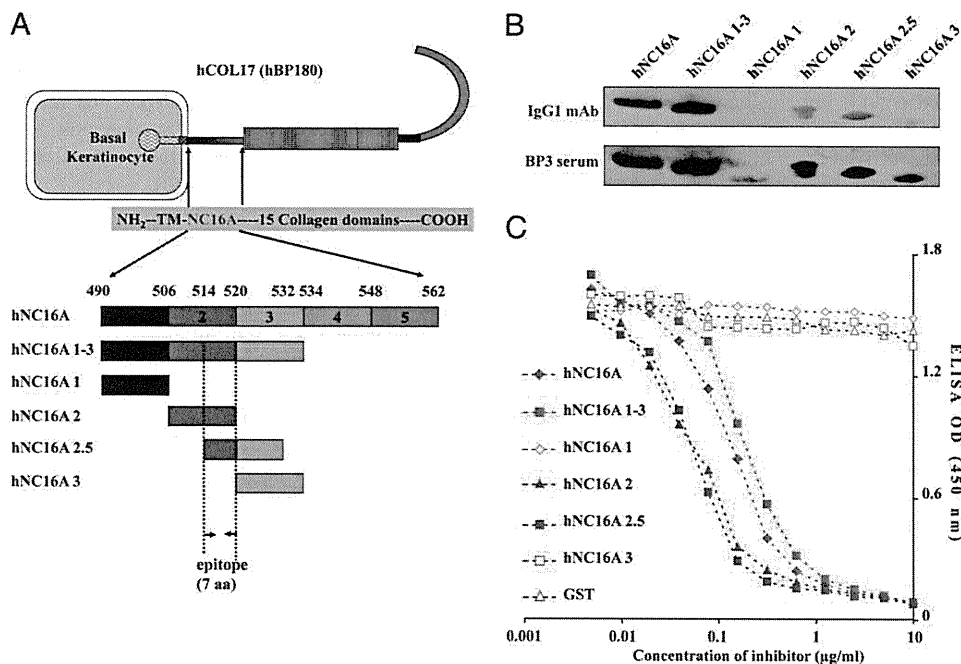 A
hCOL17 (hBP180)
Basal
Keratinocyte
NH2--TM-NC16A----15 Collagen domains----COOH
490 506 514 520 532 534 548 562
hNC16A 2 3 4 5
hNC16A 1-3
hNC16A 1
hNC16A 2
hNC16A 2.5
hNC16A 3
epitope
(7 aa)
B
hNC16A hNC16A 1-3 hNC16A 1 hNC16A 2 hNC16A 2.5 hNC16A 3
IgG1 mAb
BP3 serum
C
hNC16A
hNC16A 1-3
hNC16A 1
hNC16A 2
hNC16A 2.5
hNC16A 3
GST
1.8
1.2
0.6
0
ELISA OD (450 nm)
0.001 0.01 0.1 1 10
Concentration of inhibitor (µg/ml)